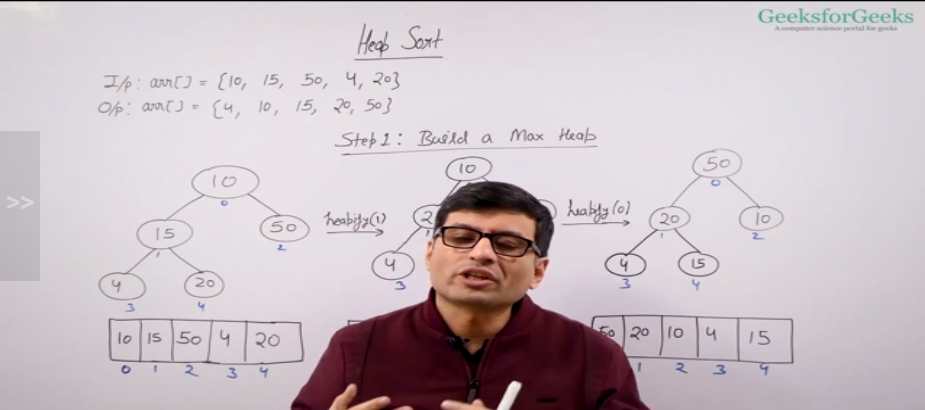 GeeksforGeeks
A computer science portal for geeks
Heap Sort
I/p: arr[] = {10, 15, 50, 4, 20}
O/p: arr[] = {4, 10, 15, 20, 50}
Step 1: Build a Max Heap
>>
10
0
15
1
50
2
4
3
20
4
heapify(1)
10
2
1
4
3
heapify(0)
50
0
20
1
10
2
4
3
15
4
10 15 50 4 20
0 1 2 3 4
50 20 10 4 15
1 2 3 4